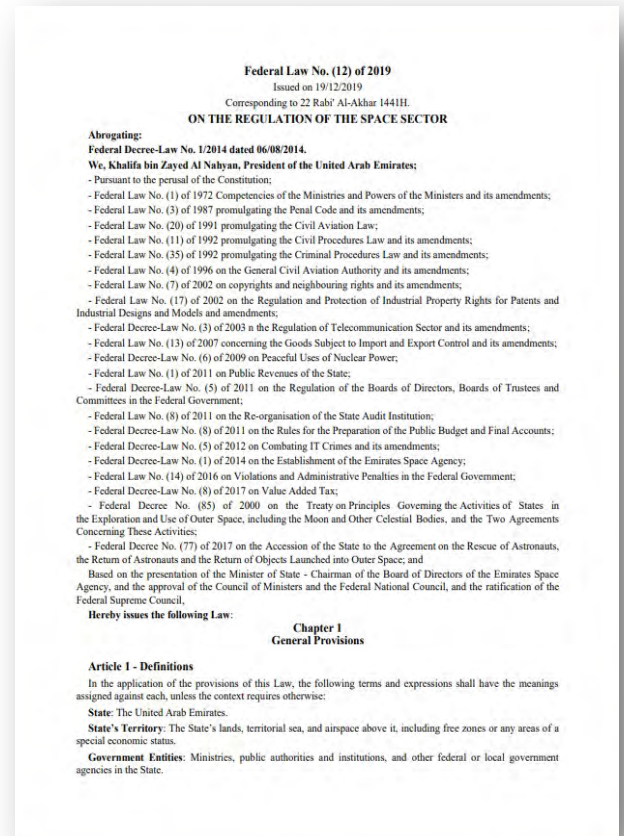 Federal Law No. (12) of 2019
Issued on 19/12/2019
Corresponding to 22 Rabi' Al-Akhar 1441H.
ON THE REGULATION OF THE SPACE SECTOR
Abrogating:
Federal Decree-Law No. 1/2014 dated 06/08/2014.
We, Khalifa bin Zayed Al Nahyan, President of the United Arab Emirates;
- Pursuant to the perusal of the Constitution;
- Federal Law No. (1) of 1972 Competencies of the Ministries and Powers of the Ministers and its amendments;
- Federal Law No. (3) of 1987 promulgating the Penal Code and its amendments;
- Federal Law No. (20) of 1991 promulgating the Civil Aviation Law;
- Federal Law No. (11) of 1992 promulgating the Civil Procedures Law and its amendments;
- Federal Law No. (35) of 1992 promulgating the Criminal Procedures Law and its amendments;
- Federal Law No. (4) of 1996 on the General Civil Aviation Authority and its amendments;
- Federal Law No. (7) of 2002 on copyrights and neighbouring rights and its amendments;
- Federal Law No. (17) of 2002 on the Regulation and Protection of Industrial Property Rights for Patents and
Industrial Designs and Models and amendments;
- Federal Decree-Law No. (3) of 2003 n the Regulation of Telecommunication Sector and its amendments;
- Federal Law No. (13) of 2007 concerning the Goods Subject to Import and Export Control and its amendments;
- Federal Decree-Law No. (6) of 2009 on Peaceful Uses of Nuclear Power;
- Federal Law No. (1) of 2011 on Public Revenues of the State;
- Federal Decree-Law No. (5) of 2011 on the Regulation of the Boards of Directors, Boards of Trustees and
Committees in the Federal Government;
- Federal Law No. (8) of 2011 on the Re-organisation of the State Audit Institution;
- Federal Decree-Law No. (8) of 2011 on the Rules for the Preparation of the Public Budget and Final Accounts;
- Federal Decree-Law No. (5) of 2012 on Combating IT Crimes and its amendments;
- Federal Decree-Law No. (1) of 2014 on the Establishment of the Emirates Space Agency;
- Federal Law No. (14) of 2016 on Violations and Administrative Penalties in the Federal Government;
- Federal Decree-Law No. (8) of 2017 on Value Added Tax;
- Federal Decree No. (85) of 2000 on the Treaty on Principles Governing the Activities of States in
the Exploration and Use of Outer Space, including the Moon and Other Celestial Bodies, and the Two Agreements
Concerning These Activities;
- Federal Decree No. (77) of 2017 on the Accession of the State to the Agreement on the Rescue of Astronauts,
the Return of Astronauts and the Return of Objects Launched into Outer Space; and
Based on the presentation of the Minister of State - Chairman of the Board of Directors of the Emirates Space
Agency, and the approval of the Council of Ministers and the Federal National Council, and the ratification of the
Federal Supreme Council,
Hereby issues the following Law:
Chapter 1
General Provisions
Article 1 - Definitions
In the application of the provisions of this Law, the following terms and expressions shall have the meanings
assigned against each, unless the context requires otherwise:
State: The United Arab Emirates.
State's Territory: The State's lands, territorial sea, and airspace above it, including free zones or any areas of a
special economic status.
Government Entities: Ministries, public authorities and institutions, and other federal or local government
agencies in the State.